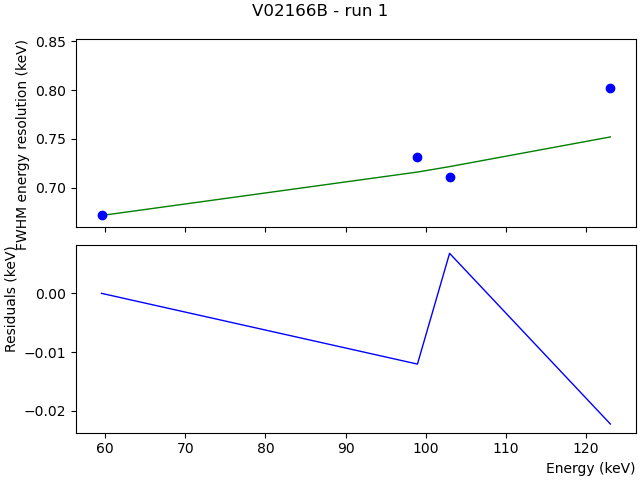 V02166B - run 1
FWHM energy resolution (keV)
0.85
0.80
0.75
0.70
Residuals (keV)
0.00
−0.01
−0.02
60 70 80 90 100 110 120
Energy (keV)